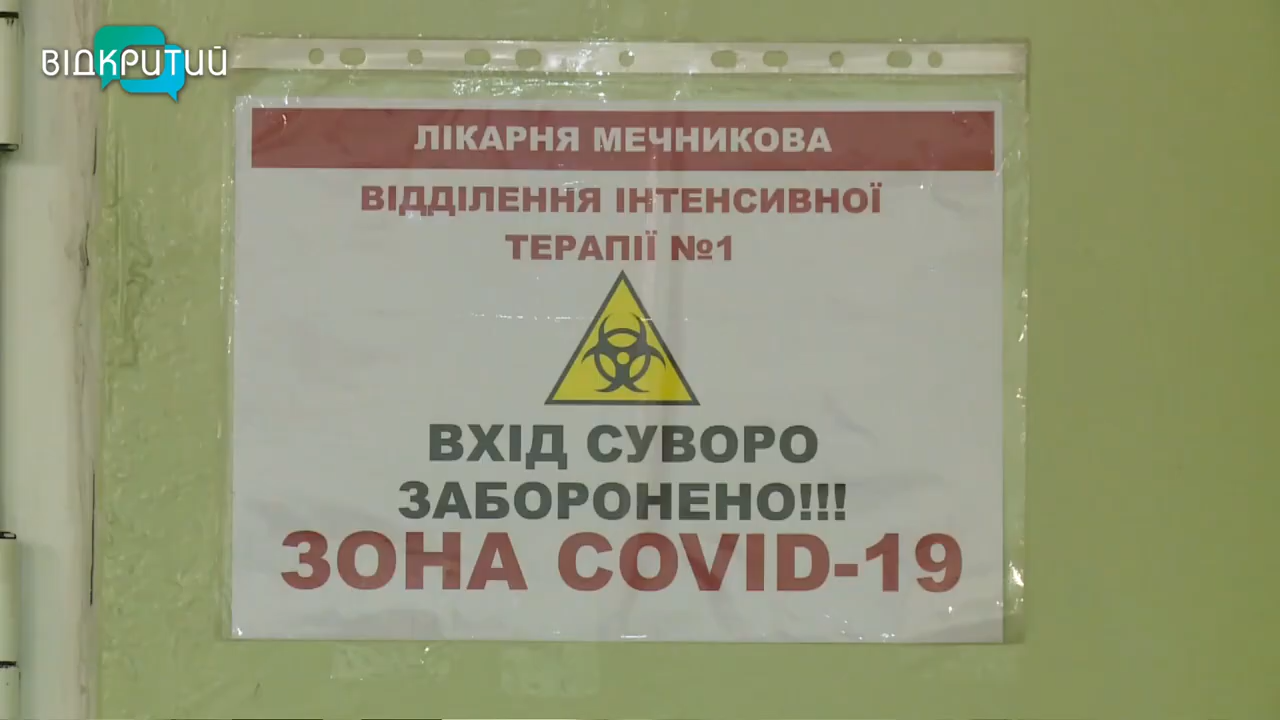 ВІДКРИТИЙ
ЛІКАРНЯ МЕЧНИКОВА
ВІДДІЛЕННЯ ІНТЕНСИВНОЇ
ТЕРАПІЇ №1
ВХІД СУВОРО
ЗАБОРОНЕНО!!!
ЗОНА COVID-19